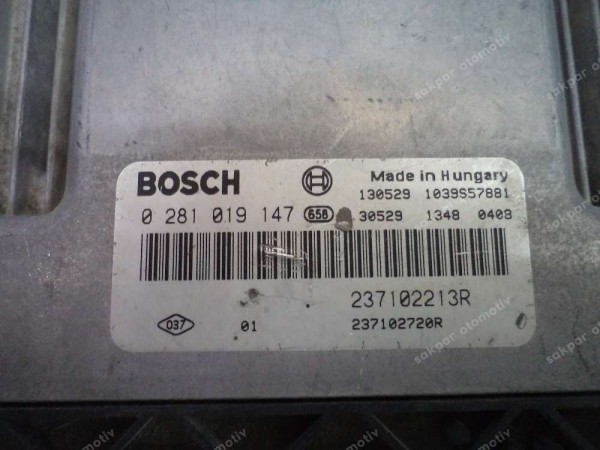 BOSCH
Made in Hungary
130529 1039S57881
0 281 019 147 658 30529 1348 0403
237102213R
037 01 237102720R
sakpar otomotiv